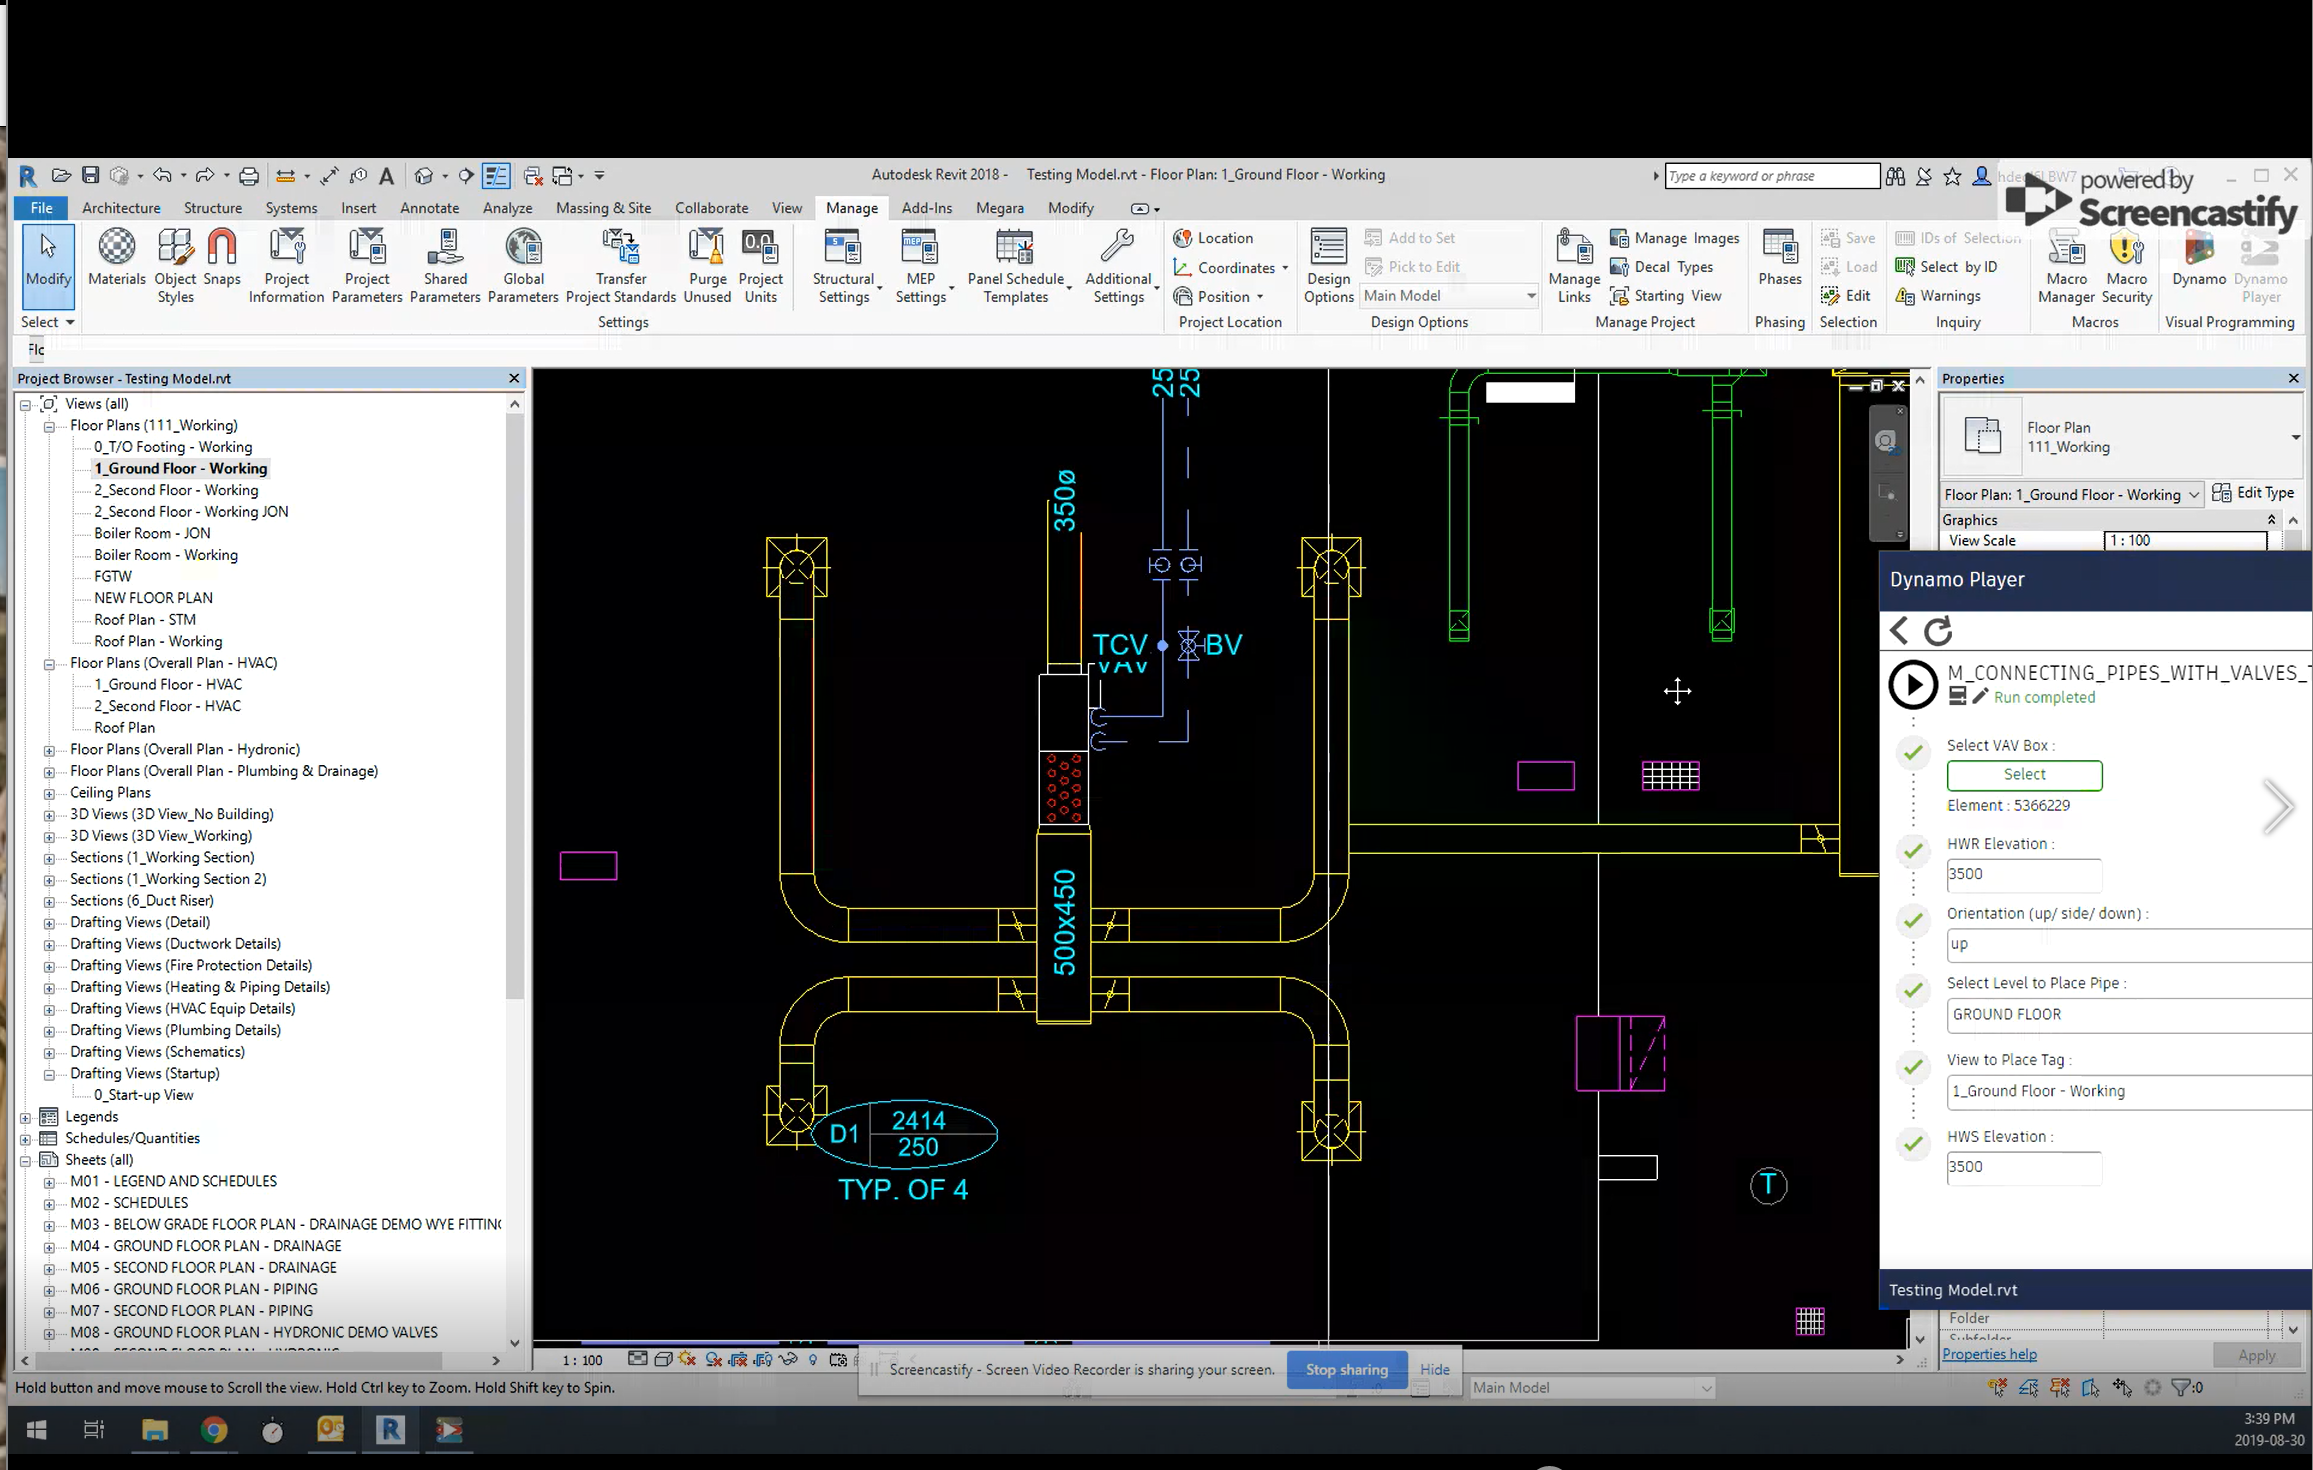 Autodesk Revit 2018 - Testing Model.rvt - Floor Plan: 1_Ground Floor - Working
Type a keyword or phrase
powered by
Screencastify
File Architecture Structure Systems Insert Annotate Analyze Massing & Site Collaborate View Manage Add-Ins Megara Modify
Modify
Materials
Object Styles
Snaps
Project Information
Project Parameters
Shared Parameters
Global Parameters
Transfer Project Standards
Purge Unused
Project Units
Structural Settings
MEP Settings
Panel Schedule Templates
Additional Settings
Location
Coordinates
Position
Design Options
Add to Set
Pick to Edit
Main Model
Manage Links
Manage Images
Decal Types
Starting View
Phases
Save
Load
Edit
IDs of Selection
Select by ID
Warnings
Macro Manager
Macro Security
Dynamo
Dynamo Player
Select
Settings
Project Location
Design Options
Manage Project
Phasing
Selection
Inquiry
Macros
Visual Programming
Project Browser - Testing Model.rvt
Views (all)
Floor Plans (111_Working)
0_T/O Footing - Working
1_Ground Floor - Working
2_Second Floor - Working
2_Second Floor - Working JON
Boiler Room - JON
Boiler Room - Working
FGTW
NEW FLOOR PLAN
Roof Plan - STM
Roof Plan - Working
Floor Plans (Overall Plan - HVAC)
1_Ground Floor - HVAC
2_Second Floor - HVAC
Roof Plan
Floor Plans (Overall Plan - Hydronic)
Floor Plans (Overall Plan - Plumbing & Drainage)
Ceiling Plans
3D Views (3D View_No Building)
3D Views (3D View_Working)
Sections (1_Working Section)
Sections (1_Working Section 2)
Sections (6_Duct Riser)
Drafting Views (Detail)
Drafting Views (Ductwork Details)
Drafting Views (Fire Protection Details)
Drafting Views (Heating & Piping Details)
Drafting Views (HVAC Equip Details)
Drafting Views (Plumbing Details)
Drafting Views (Schematics)
Drafting Views (Startup)
0_Start-up View
Legends
Schedules/Quantities
Sheets (all)
M01 - LEGEND AND SCHEDULES
M02 - SCHEDULES
M03 - BELOW GRADE FLOOR PLAN - DRAINAGE DEMO WYE FITTIN
M04 - GROUND FLOOR PLAN - DRAINAGE
M05 - SECOND FLOOR PLAN - DRAINAGE
M06 - GROUND FLOOR PLAN - PIPING
M07 - SECOND FLOOR PLAN - PIPING
M08 - GROUND FLOOR PLAN - HYDRONIC DEMO VALVES
25
25
350ø
TCV
BV
VAV
500x450
D1
2414
250
TYP. OF 4
T
Properties
Floor Plan
111_Working
Floor Plan: 1_Ground Floor - Working
Edit Type
Graphics
View Scale
1 : 100
Dynamo Player
M_CONNECTING_PIPES_WITH_VALVES_
Run completed
Select VAV Box :
Select
Element : 5366229
HWR Elevation :
3500
Orientation (up/ side/ down) :
up
Select Level to Place Pipe :
GROUND FLOOR
View to Place Tag :
1_Ground Floor - Working
HWS Elevation :
3500
Testing Model.rvt
Folder
Properties help
Apply
1 : 100
Screencastify - Screen Video Recorder is sharing your screen.
Stop sharing
Hide
Hold button and move mouse to Scroll the view. Hold Ctrl key to Zoom. Hold Shift key to Spin.
Main Model
:0
3:39 PM
2019-08-30